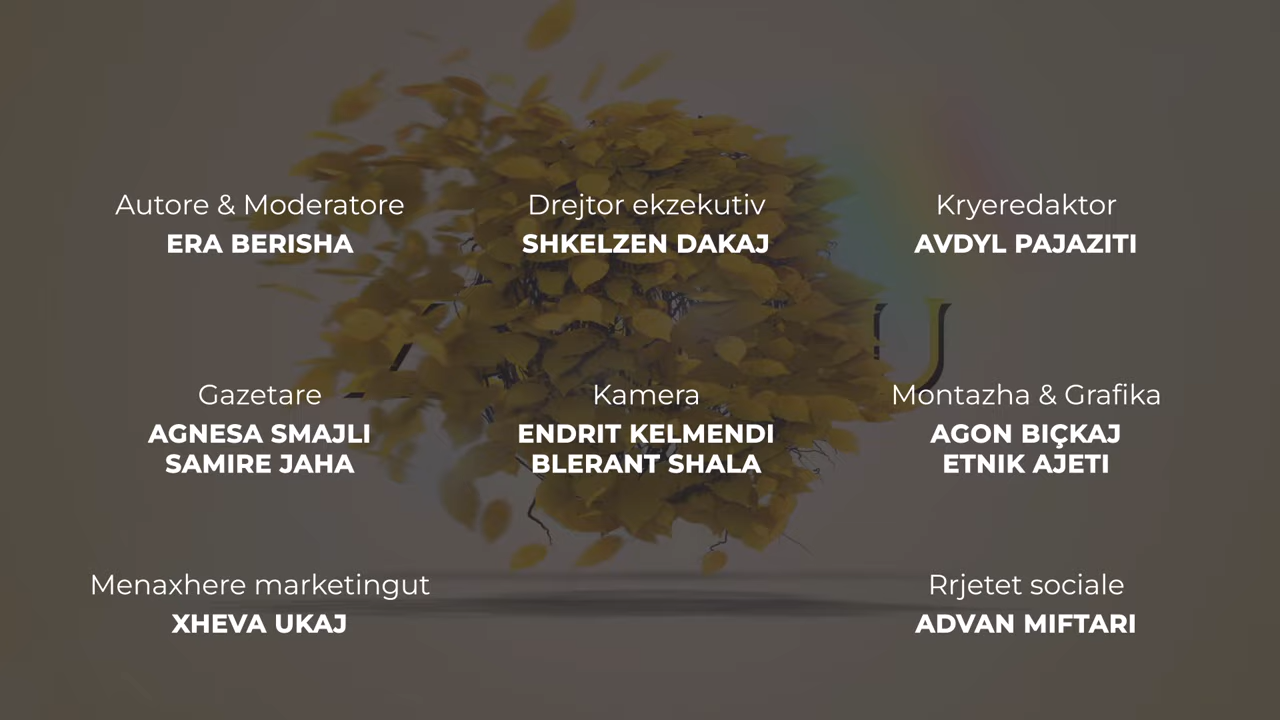 Autore & Moderatore
ERA BERISHA
Drejtor ekzekutiv
SHKELZEN DAKAJ
Kryeredaktor
AVDYL PAJAZITI
Gazetare
AGNESA SMAJLI
SAMIRE JAHA
Kamera
ENDRIT KELMENDI
BLERANT SHALA
Montazha & Grafika
AGON BIÇKAJ
ETNIK AJETI
Menaxhere marketingut
XHEVA UKAJ
Rrjetet sociale
ADVAN MIFTARI